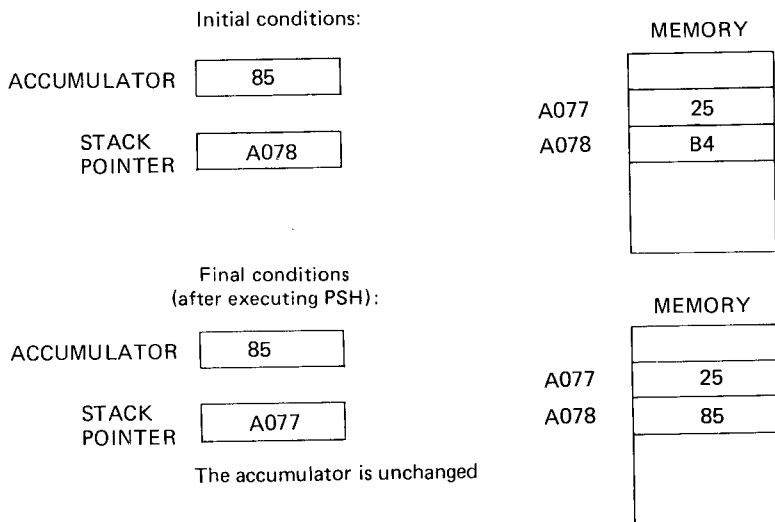 Initial conditions:
MEMORY
ACCUMULATOR 85
A077 25
STACK
POINTER A078
A078 B4
Final conditions
(after executing PSH):
MEMORY
ACCUMULATOR 85
A077 25
STACK
POINTER A077
A078 85
The accumulator is unchanged